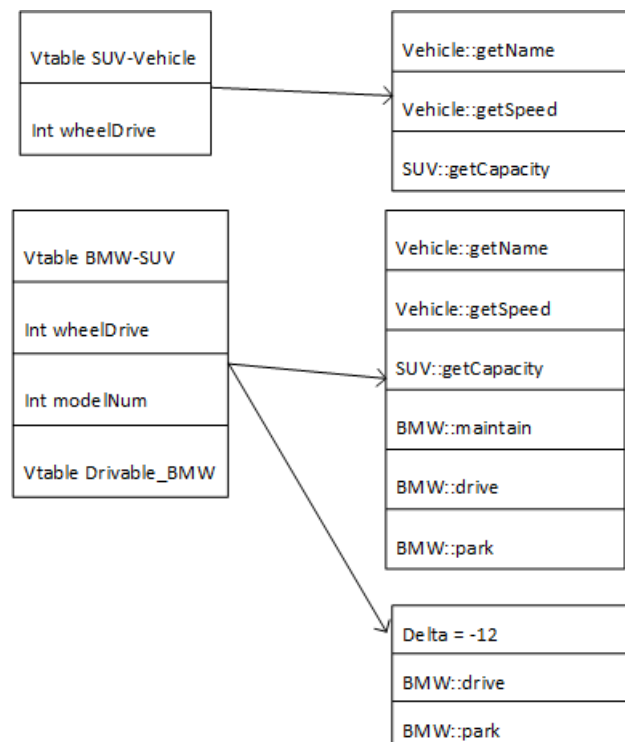 Vtable SUV-Vehicle
Int wheelDrive
Vehicle::getName
Vehicle::getSpeed
SUV::getCapacity
Vtable BMW-SUV
Int wheelDrive
Int modelNum
Vtable Drivable_BMW
Vehicle::getName
Vehicle::getSpeed
SUV::getCapacity
BMW::maintain
BMW::drive
BMW::park
Delta = -12
BMW::drive
BMW::park